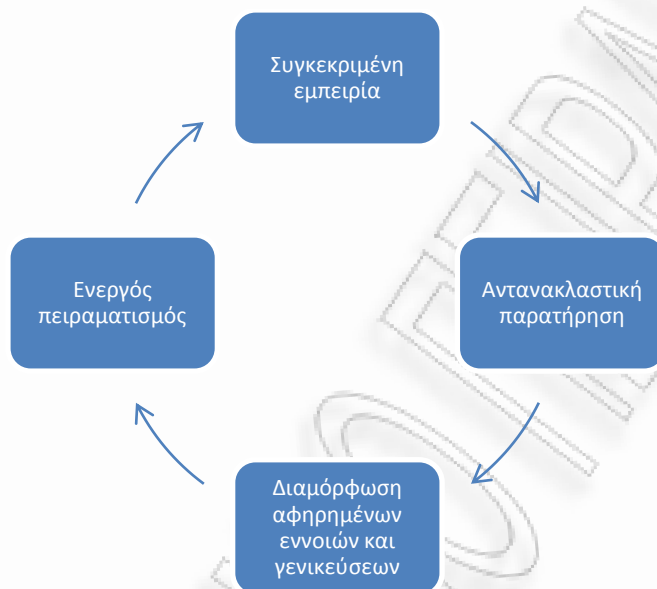 Συγκεκριμένη
εμπειρία
Ενεργός
πειραματισμός
Αντανακλαστική
παρατήρηση
Διαμόρφωση
αφηρημένων
εννοιών και
γενικεύσεων